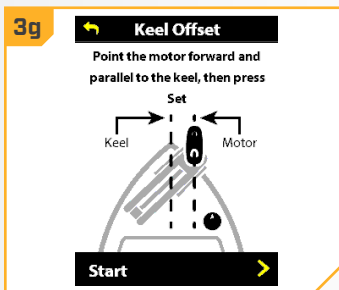 3g
Keel Offset
Point the motor forward and
parallel to the keel, then press
Set
Keel
Motor
Start